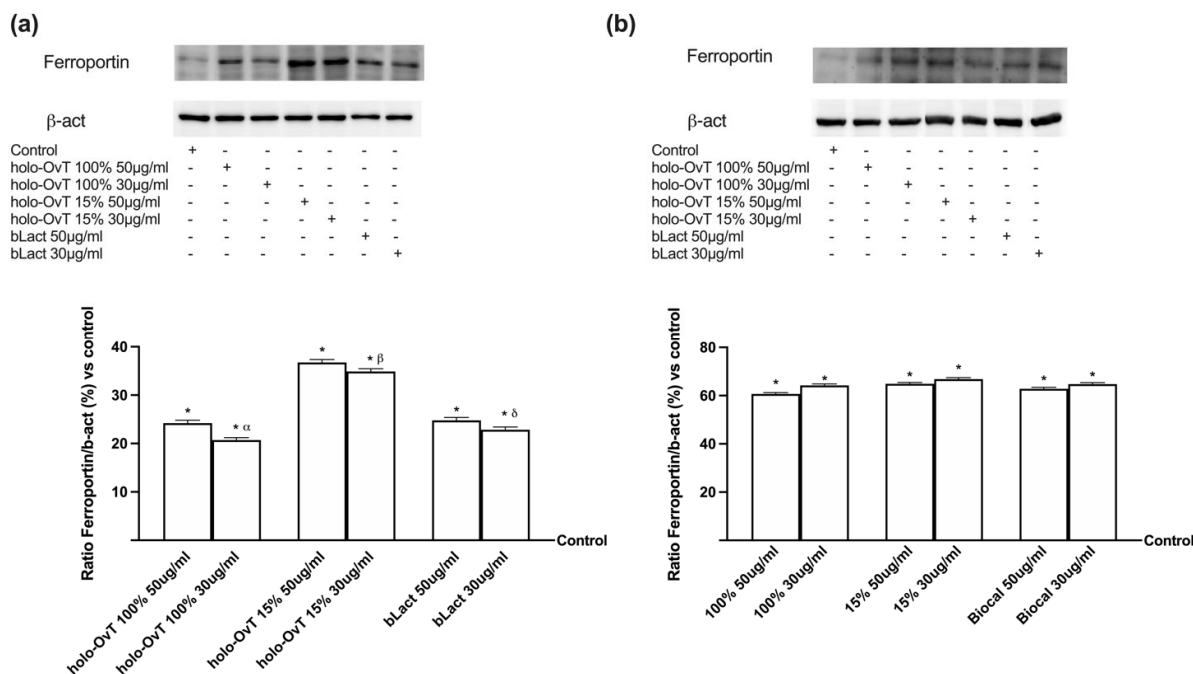 (a)
Ferroportin
β-act
Control + - - - - - -
holo-OvT 100% 50µg/ml - + - - - - -
holo-OvT 100% 30µg/ml - - + - - - -
holo-OvT 15% 50µg/ml - - - + - - -
holo-OvT 15% 30µg/ml - - - - + - -
bLact 50µg/ml - - - - - + -
bLact 30µg/ml - - - - - - +
Ratio Ferroportin/b-act (%) vs control
40
30
20
10
*
* α
*
* β
*
* δ
Control
holo-OvT 100% 50ug/ml
holo-OvT 100% 30ug/ml
holo-OvT 15% 50ug/ml
holo-OvT 15% 30ug/ml
bLact 50ug/ml
bLact 30ug/ml
(b)
Ferroportin
β-act
Control + - - - - - -
holo-OvT 100% 50µg/ml - + - - - - -
holo-OvT 100% 30µg/ml - - + - - - -
holo-OvT 15% 50µg/ml - - - + - - -
holo-OvT 15% 30µg/ml - - - - + - -
bLact 50µg/ml - - - - - + -
bLact 30µg/ml - - - - - - +
Ratio Ferroportin/b-act (%) vs control
80
60
40
20
*
*
*
*
*
*
Control
100% 50ug/ml
100% 30ug/ml
15% 50ug/ml
15% 30ug/ml
Biocal 50ug/ml
Biocal 30ug/ml